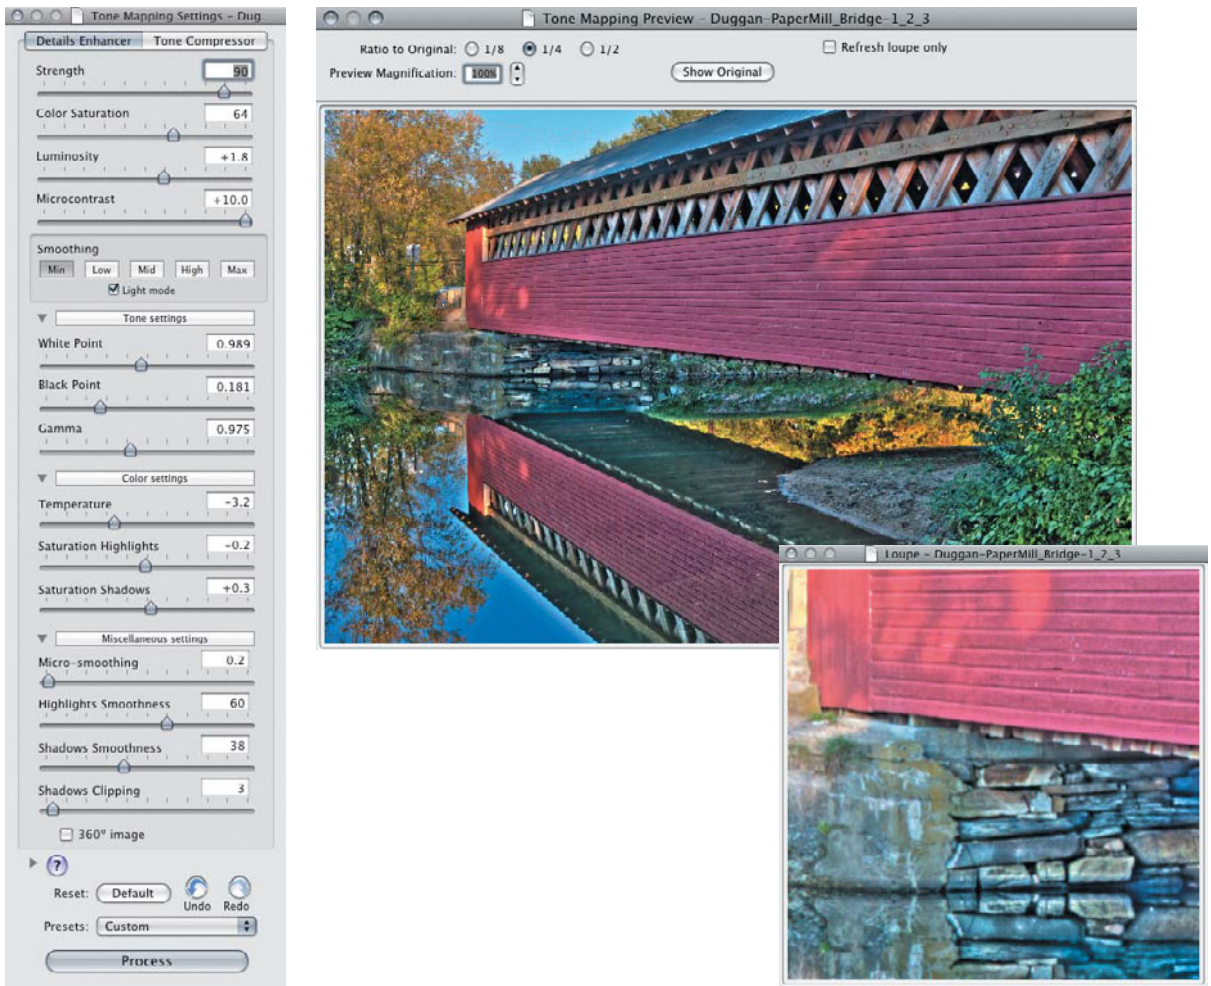 Tone Mapping Settings – Dug
Details Enhancer Tone Compressor
Strength 90
Color Saturation 64
Luminosity +1.8
Microcontrast +10.0
Smoothing
Min Low Mid High Max
Light mode
Tone settings
White Point 0.989
Black Point 0.181
Gamma 0.975
Color settings
Temperature -3.2
Saturation Highlights -0.2
Saturation Shadows +0.3
Miscellaneous settings
Micro-smoothing 0.2
Highlights Smoothness 60
Shadows Smoothness 38
Shadows Clipping 3
360° image
?
Reset: Default Undo Redo
Presets: Custom
Process
Tone Mapping Preview – Duggan-PaperMill_Bridge-1_2_3
Ratio to Original: 1/8 1/4 1/2 Refresh loupe only
Preview Magnification: 100% Show Original
Loupe – Duggan-PaperMill_Bridge-1_2_3